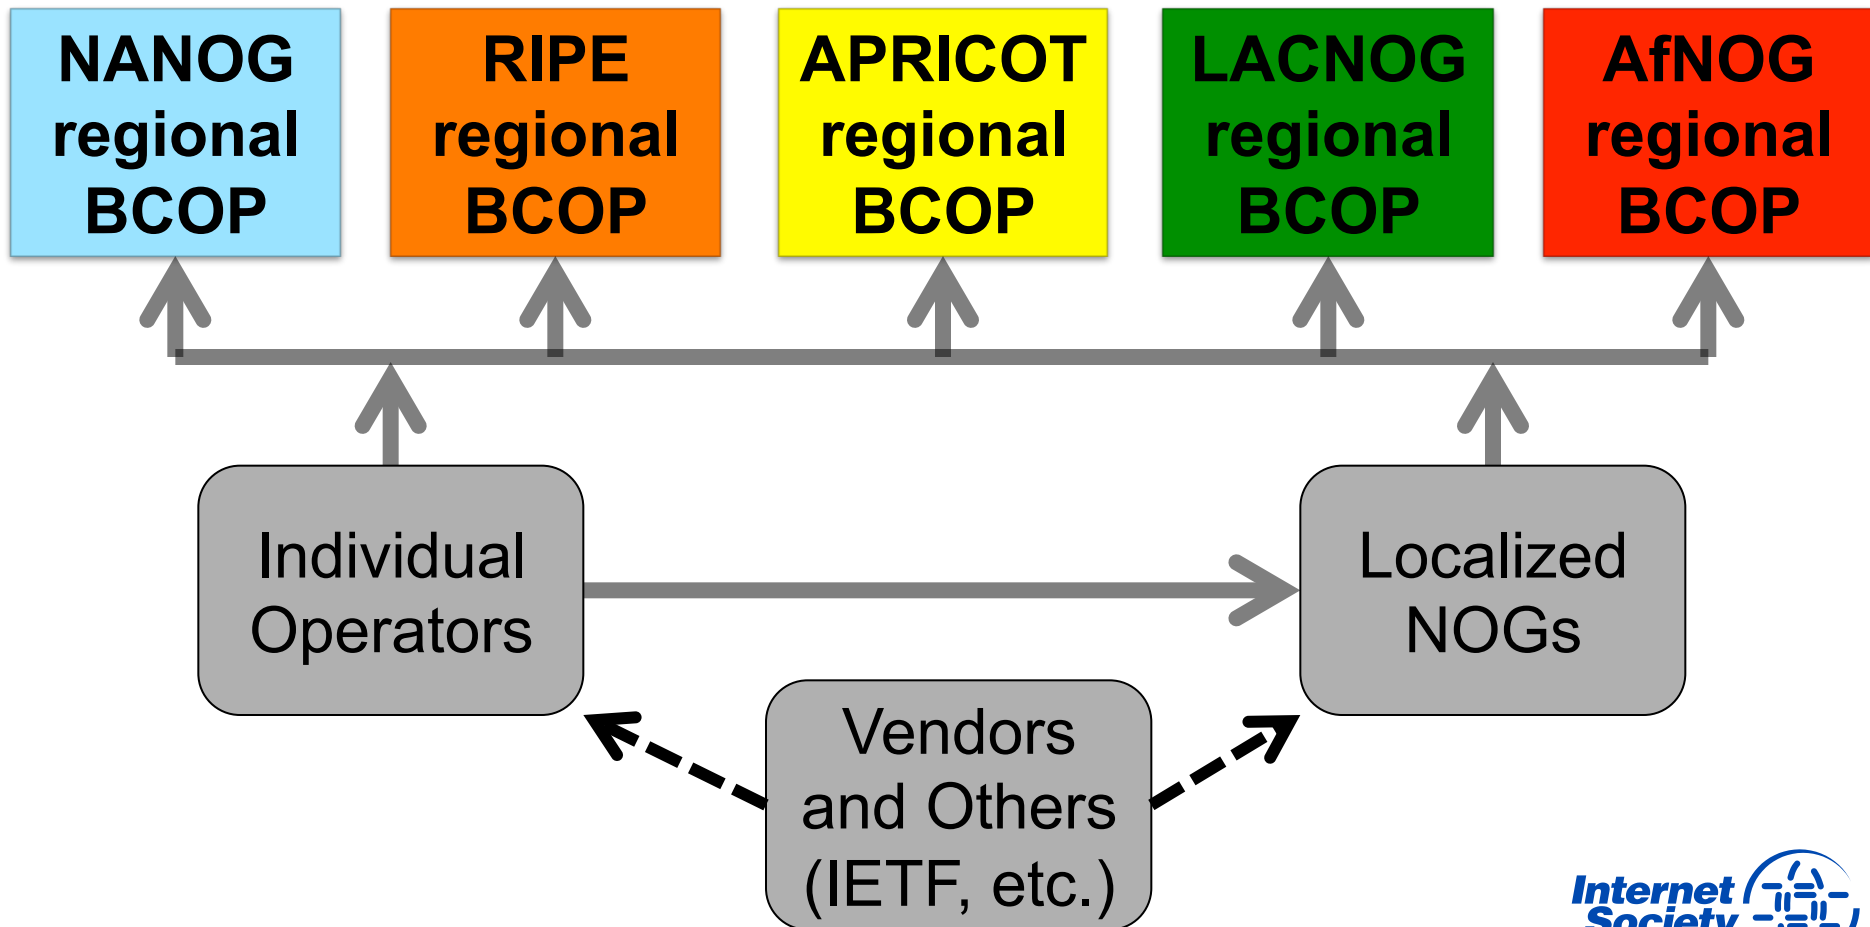 NANOG
regional
BCOP
RIPE
regional
BCOP
APRICOT
regional
BCOP
LACNOG
regional
BCOP
AfNOG
regional
BCOP
Individual
Operators
Localized
NOGs
Vendors
and Others
(IETF, etc.)
Internet
Society